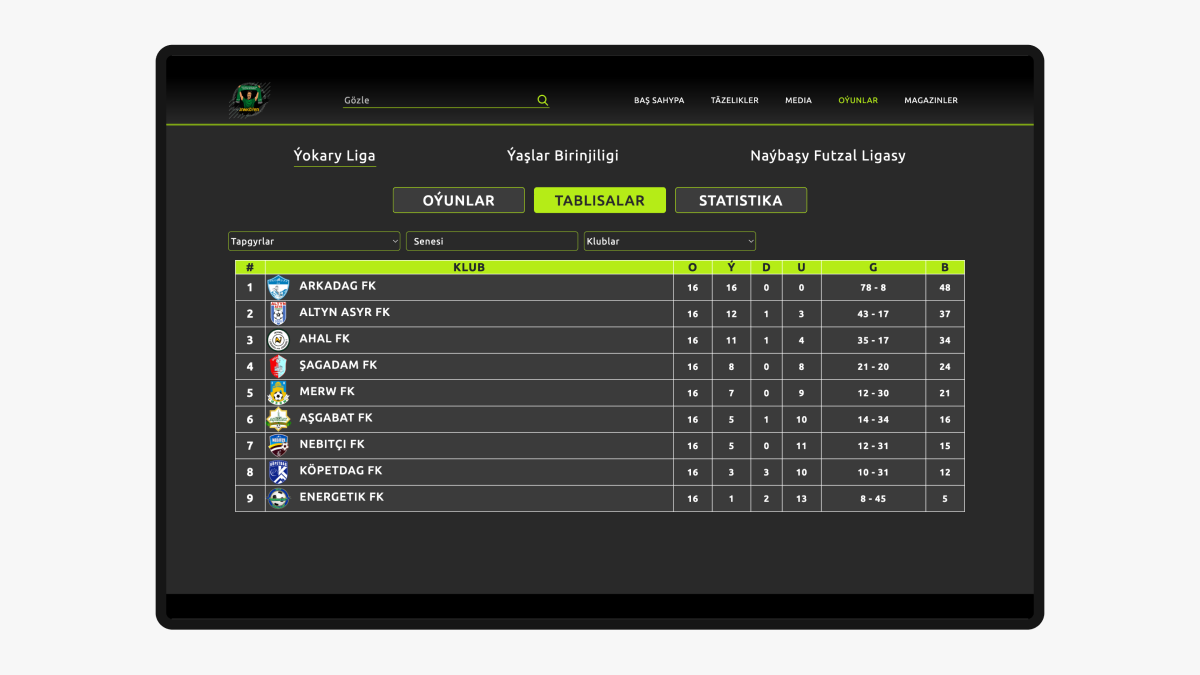 Gözle
BAŞ SAHYPA TÄZELIKLER MEDIA OÝUNLAR MAGAZINLER
Ýokary Liga Ýaşlar Birinjiligi Naýbaşy Futzal Ligasy
OÝUNLAR TABLISALAR STATISTIKA
Tapgyrlar Senesi Klublar
# KLUB O Ý D U G B
1 ARKADAG FK 16 16 0 0 78 - 8 48
2 ALTYN ASYR FK 16 12 1 3 43 - 17 37
3 AHAL FK 16 11 1 4 35 - 17 34
4 ŞAGADAM FK 16 8 0 8 21 - 20 24
5 MERW FK 16 7 0 9 12 - 30 21
6 AŞGABAT FK 16 5 1 10 14 - 34 16
7 NEBITÇI FK 16 5 0 11 12 - 31 15
8 KÖPETDAG FK 16 3 3 10 10 - 31 12
9 ENERGETIK FK 16 1 2 13 8 - 45 5